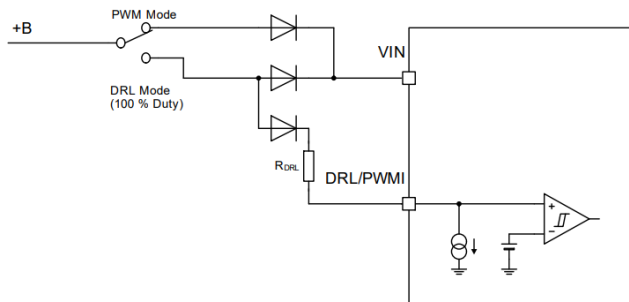 PWM Mode
+B
VIN
DRL Mode
(100 % Duty)
RDRL
DRL/PWMI
+
−